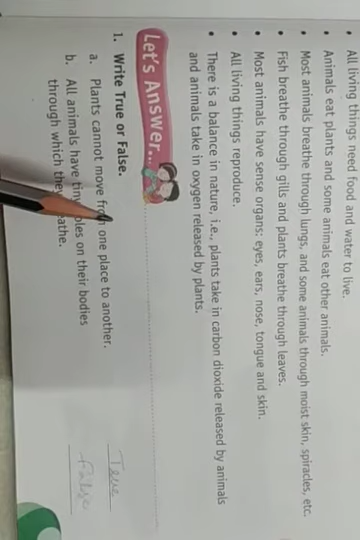 • All living things need food and water to live.
• Animals eat plants and some animals eat other animals.
• Most animals breathe through lungs, and some animals through moist skin, spiracles, etc.
• Fish breathe through gills and plants breathe through leaves.
• Most animals have sense organs: eyes, ears, nose, tongue and skin.
• All living things reproduce.
• There is a balance in nature, i.e., plants take in carbon dioxide released by animals
and animals take in oxygen released by plants.
Let's Answer...
1. Write True or False.
a. Plants cannot move from one place to another. True
b. All animals have tiny on their bodies False
through which they